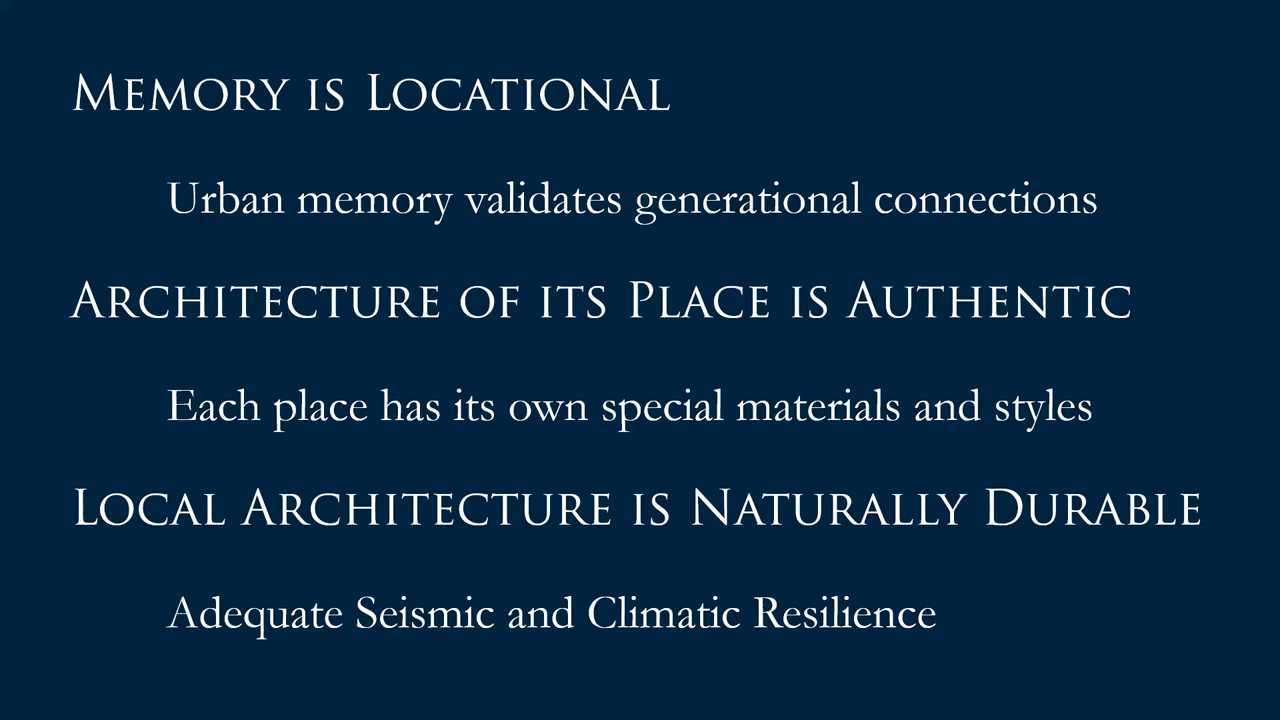 Memory is Locational
Urban memory validates generational connections
Architecture of its Place is Authentic
Each place has its own special materials and styles
Local Architecture is Naturally Durable
Adequate Seismic and Climatic Resilience